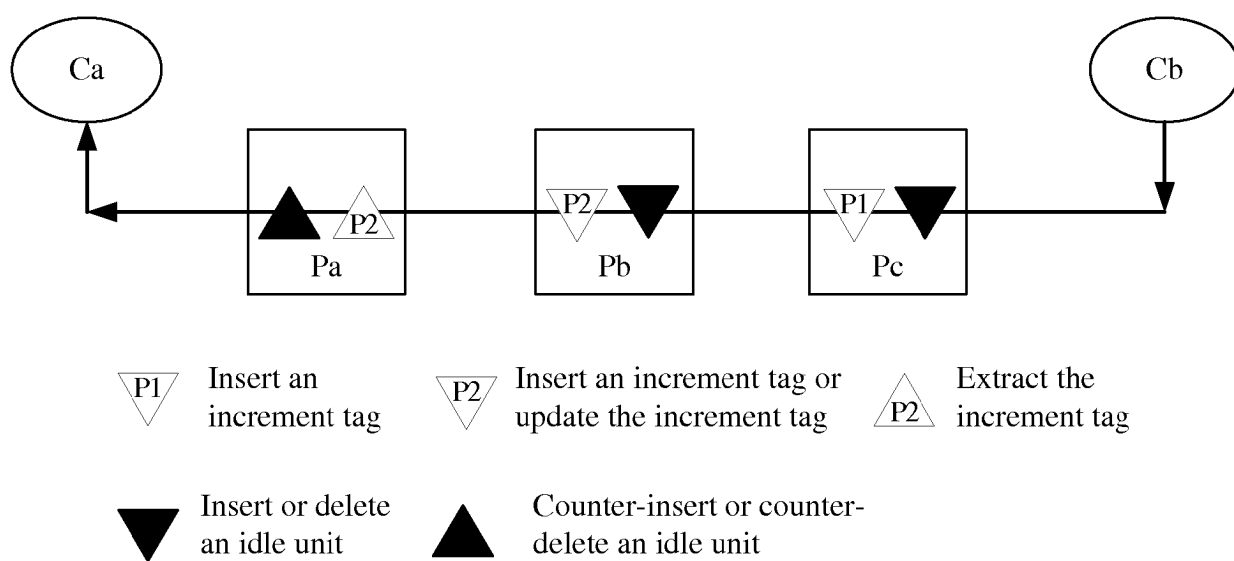 Ca
Cb
P2
P2
P1
Pa
Pb
Pc
P1
Insert an
increment tag
P2
Insert an increment tag or
update the increment tag
P2
Extract the
increment tag
Insert or delete
an idle unit
Counter-insert or counter-
delete an idle unit